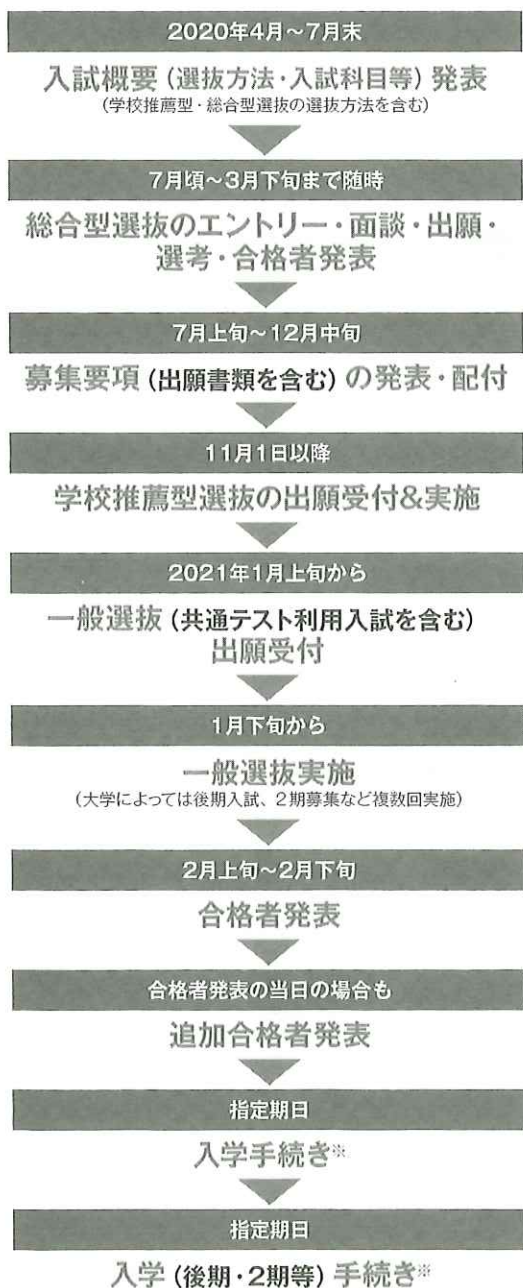 2020年4月～7月末
入試概要（選抜方法・入試科目等）発表
（学校推薦型・総合型選抜の選抜方法を含む）
7月頃～3月下旬まで随時
総合型選抜のエントリー・面談・出願・
選考・合格者発表
7月上旬～12月中旬
募集要項（出願書類を含む）の発表・配付
11月1日以降
学校推薦型選抜の出願受付&実施
2021年1月上旬から
一般選抜（共通テスト利用入試を含む）
出願受付
1月下旬から
一般選抜実施
（大学によっては後期入試、2期募集など複数回実施）
2月上旬～2月下旬
合格者発表
合格者発表の当日の場合も
追加合格者発表
指定期日
入学手続き※
指定期日
入学（後期・2期等）手続き※